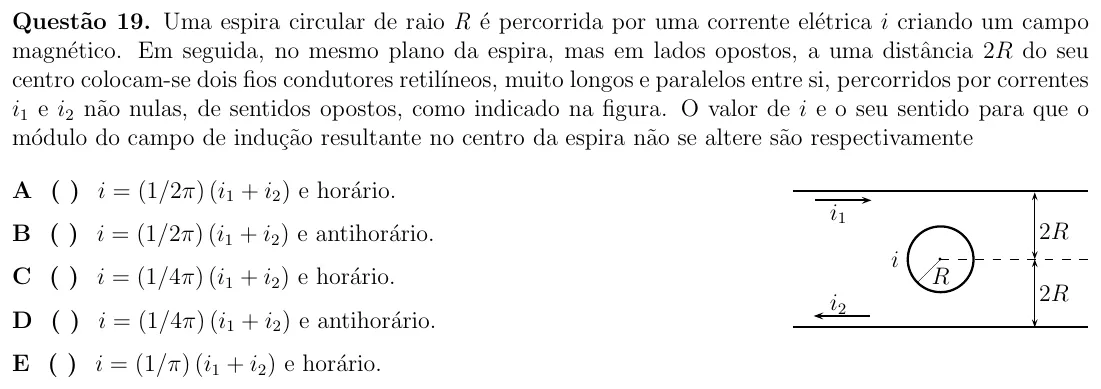 Questão 19. Uma espira circular de raio R é percorrida por uma corrente elétrica i criando um campo
magnético. Em seguida, no mesmo plano da espira, mas em lados opostos, a uma distância 2R do seu
centro colocam-se dois fios condutores retilíneos, muito longos e paralelos entre si, percorridos por correntes
i₁ e i₂ não nulas, de sentidos opostos, como indicado na figura. O valor de i e o seu sentido para que o
módulo do campo de indução resultante no centro da espira não se altere são respectivamente
A ( ) i = (1/2π) (i₁ + i₂) e horário.
B ( ) i = (1/2π) (i₁ + i₂) e antihorário.
C ( ) i = (1/4π) (i₁ + i₂) e horário.
D ( ) i = (1/4π) (i₁ + i₂) e antihorário.
E ( ) i = (1/π) (i₁ + i₂) e horário.
i₁
2R
i
R
2R
i₂